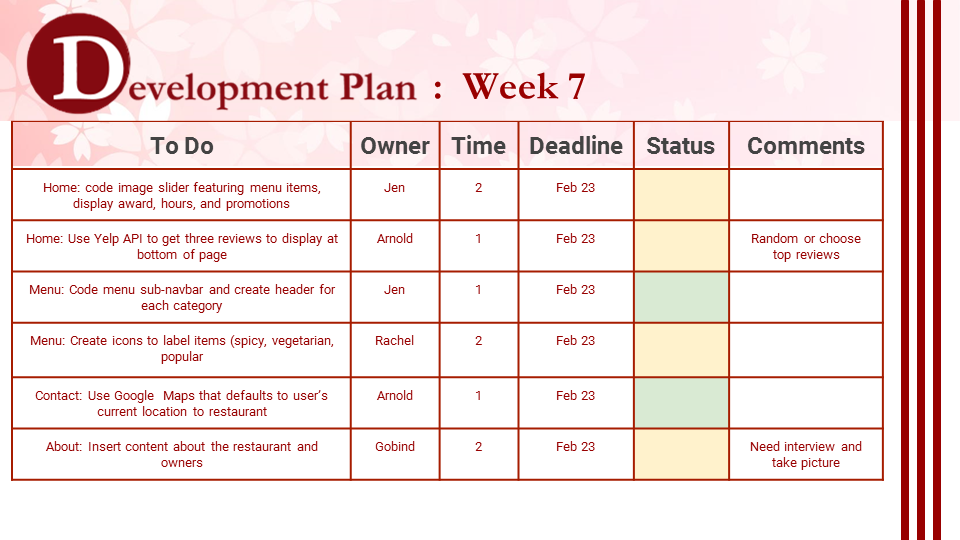 Development Plan : Week 7
To Do Owner Time Deadline Status Comments
Home: code image slider featuring menu items,
display award, hours, and promotions
Jen
2
Feb 23
Home: Use Yelp API to get three reviews to display at
bottom of page
Arnold
1
Feb 23
Random or choose
top reviews
Menu: Code menu sub-navbar and create header for
each category
Jen
1
Feb 23
Menu: Create icons to label items (spicy, vegetarian,
popular
Rachel
2
Feb 23
Contact: Use Google  Maps that defaults to user's
current location to restaurant
Arnold
1
Feb 23
About: Insert content about the restaurant and
owners
Gobind
2
Feb 23
Need interview and
take picture